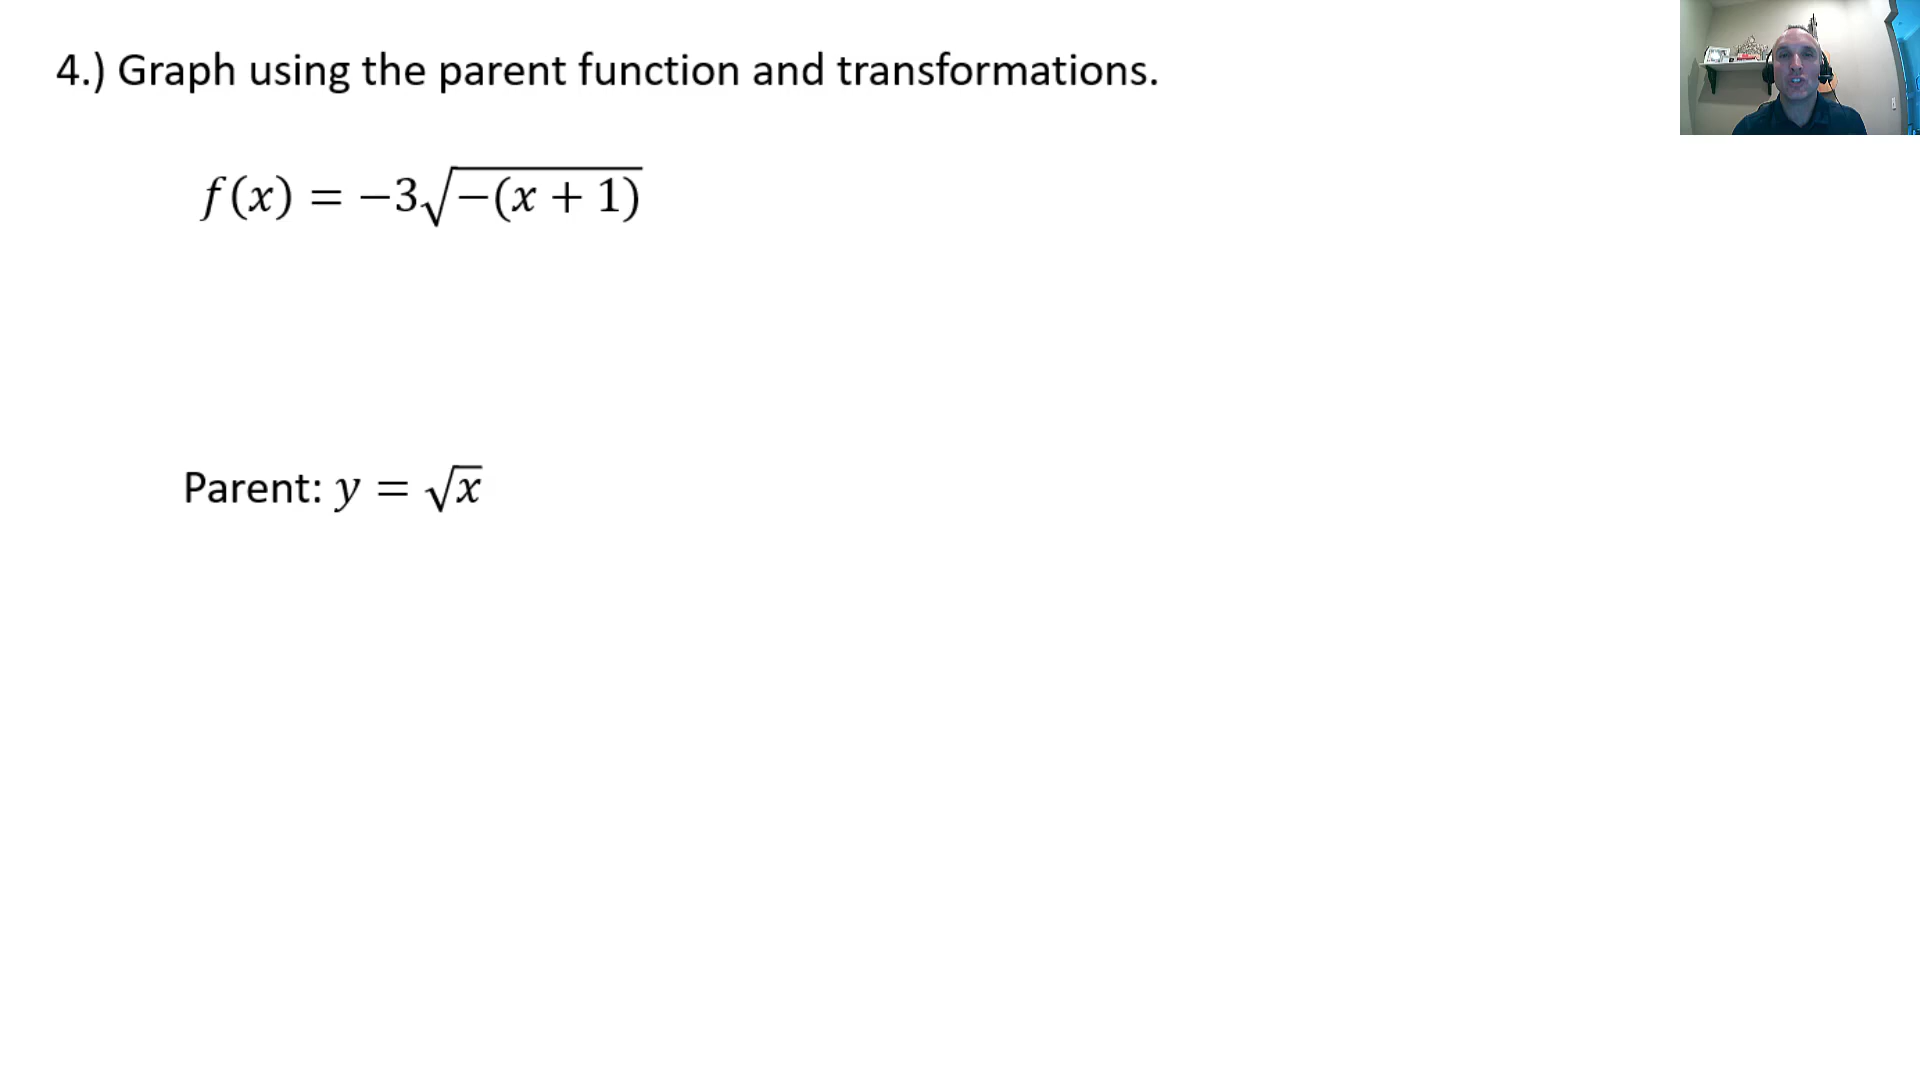 4.) Graph using the parent function and transformations.
f(x) = −3√−(x + 1)
Parent: y = √x